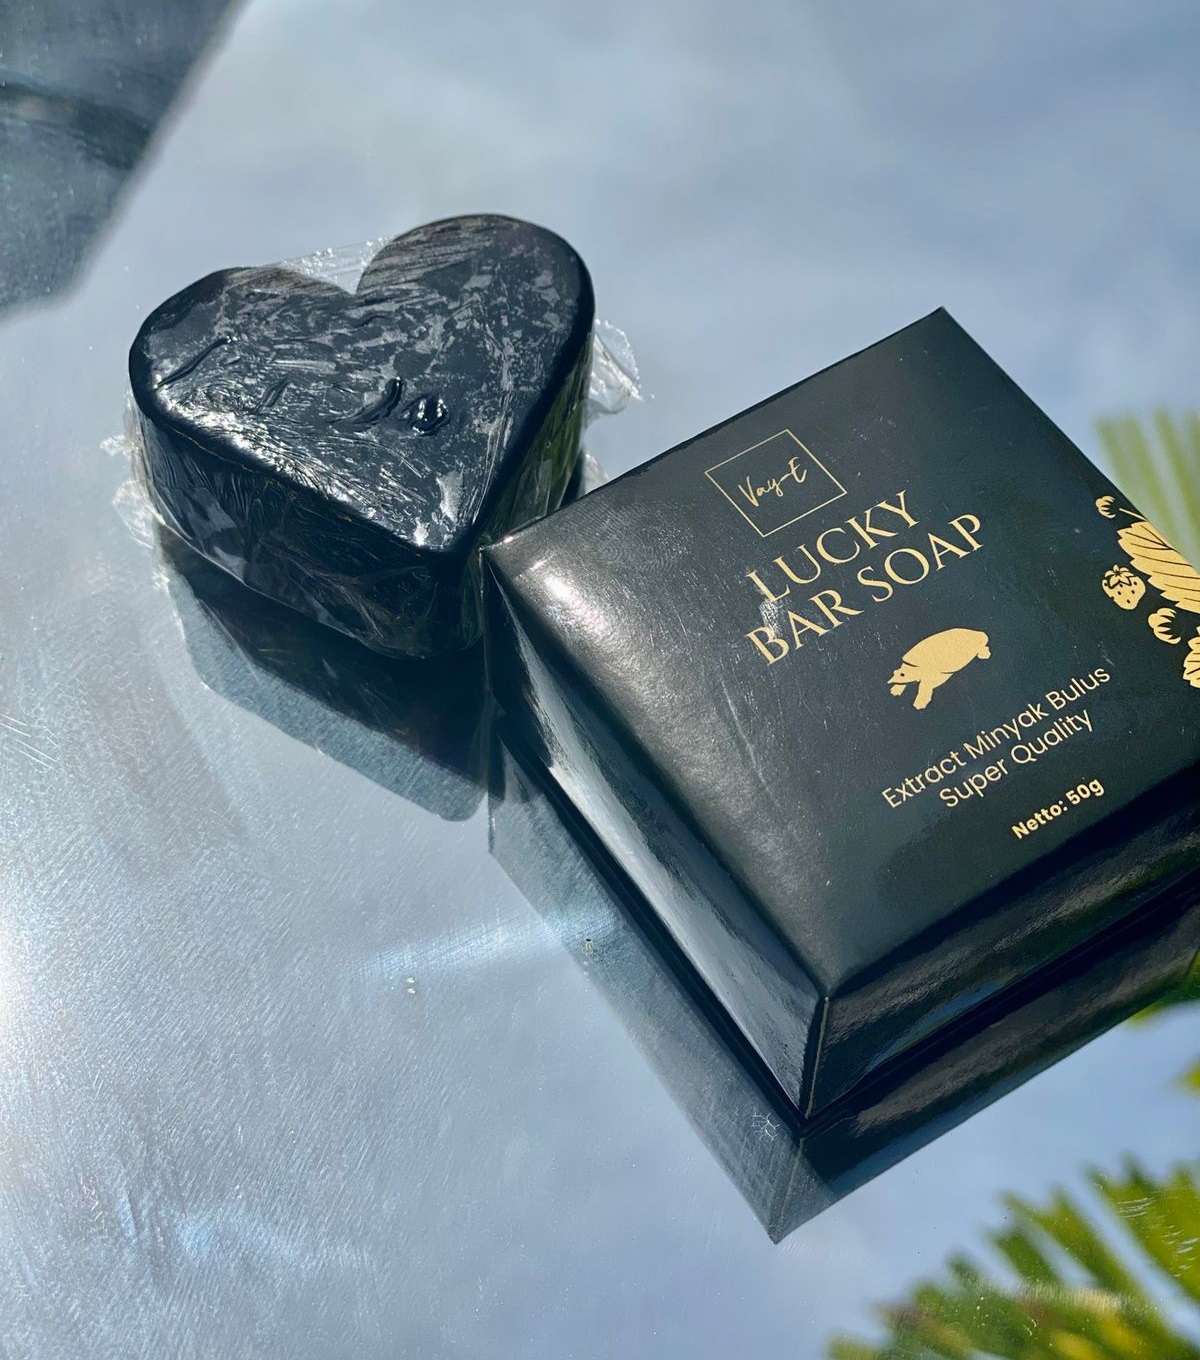 Vay-E
LUCKY
BAR SOAP
Extract Minyak Bulus
Super Quality
Netto: 50g